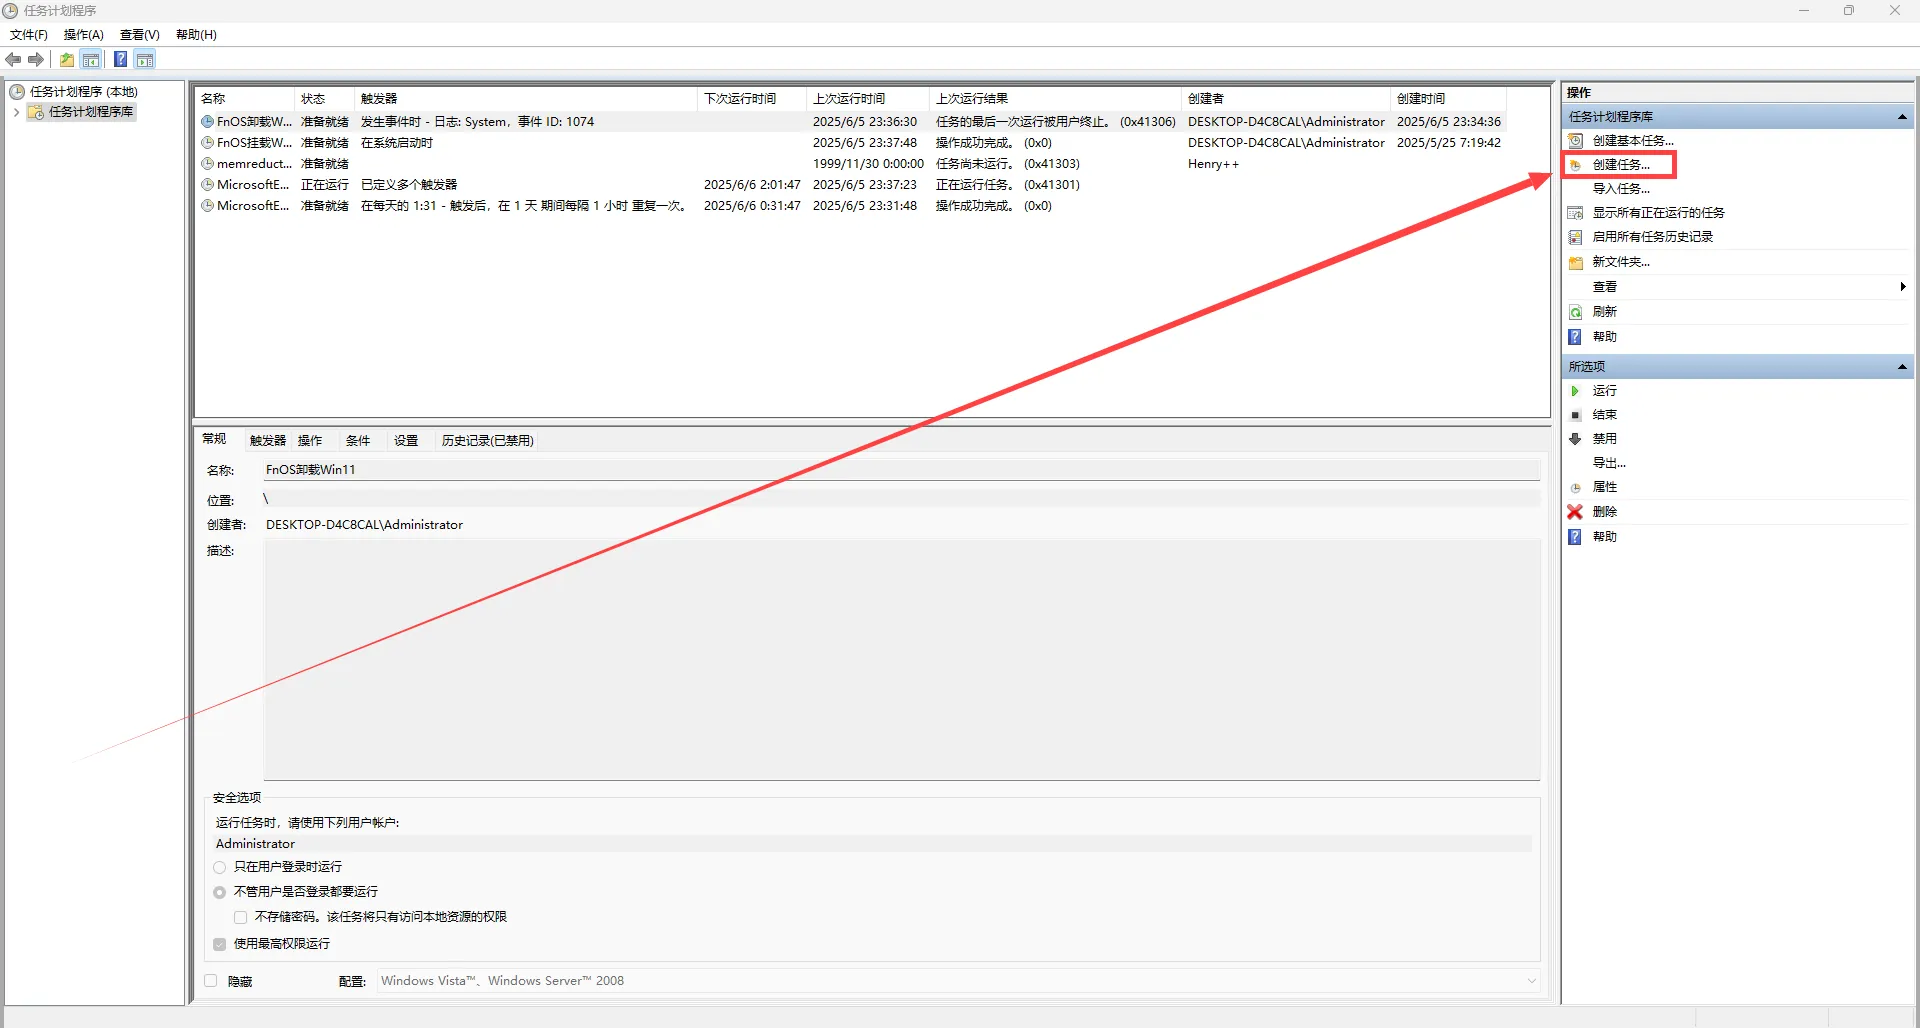 任务计划程序
文件(F) 操作(A) 查看(V) 帮助(H)
任务计划程序 (本地)
任务计划程序库
名称 状态 触发器 下次运行时间 上次运行时间 上次运行结果 创建者 创建时间
FnOS卸载W... 准备就绪 发生事件时 - 日志: System，事件 ID: 1074 2025/6/5 23:36:30 任务的最后一次运行被用户终止。 (0x41306) DESKTOP-D4C8CAL\Administrator 2025/6/5 23:34:36
FnOS挂载W... 准备就绪 在系统启动时 2025/6/5 23:37:48 操作成功完成。 (0x0) DESKTOP-D4C8CAL\Administrator 2025/5/25 7:19:42
memreduct... 准备就绪 1999/11/30 0:00:00 任务尚未运行。 (0x41303) Henry++
MicrosoftE... 正在运行 已定义多个触发器 2025/6/6 2:01:47 2025/6/5 23:37:23 正在运行任务。 (0x41301)
MicrosoftE... 准备就绪 在每天的 1:31 - 触发后，在 1 天 期间每隔 1 小时 重复一次。 2025/6/6 0:31:47 2025/6/5 23:31:48 操作成功完成。 (0x0)
常规 触发器 操作 条件 设置 历史记录(已禁用)
名称: FnOS卸载Win11
位置: \
创建者: DESKTOP-D4C8CAL\Administrator
描述:
安全选项
运行任务时，请使用下列用户帐户:
Administrator
只在用户登录时运行
不管用户是否登录都要运行
不存储密码。该任务将只有访问本地资源的权限
使用最高权限运行
隐藏 配置: Windows Vista™、Windows Server™ 2008
操作
任务计划程序库
创建基本任务...
创建任务...
导入任务...
显示所有正在运行的任务
启用所有任务历史记录
新文件夹...
查看
刷新
帮助
所选项
运行
结束
禁用
导出...
属性
删除
帮助